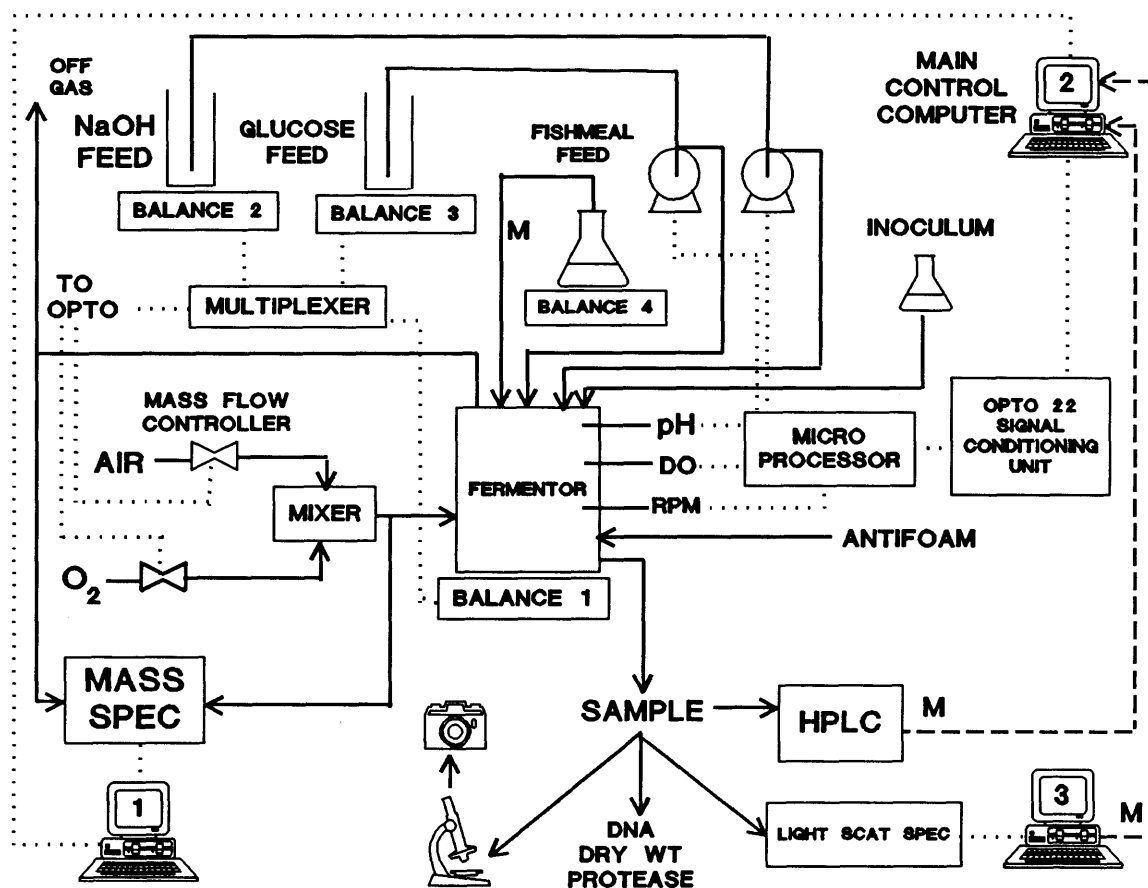 OFF
GAS
NaOH
FEED
GLUCOSE
FEED
FISHMEAL
FEED
MAIN
CONTROL
COMPUTER
2
BALANCE 2
BALANCE 3
M
BALANCE 4
INOCULUM
TO
OPTO
MULTIPLEXER
MASS FLOW
CONTROLLER
AIR
MIXER
O2
FERMENTOR
pH
DO
RPM
MICRO
PROCESSOR
OPTO 22
SIGNAL
CONDITIONING
UNIT
ANTIFOAM
BALANCE 1
MASS
SPEC
SAMPLE
HPLC
M
1
DNA
DRY WT
PROTEASE
LIGHT SCAT SPEC
3
M